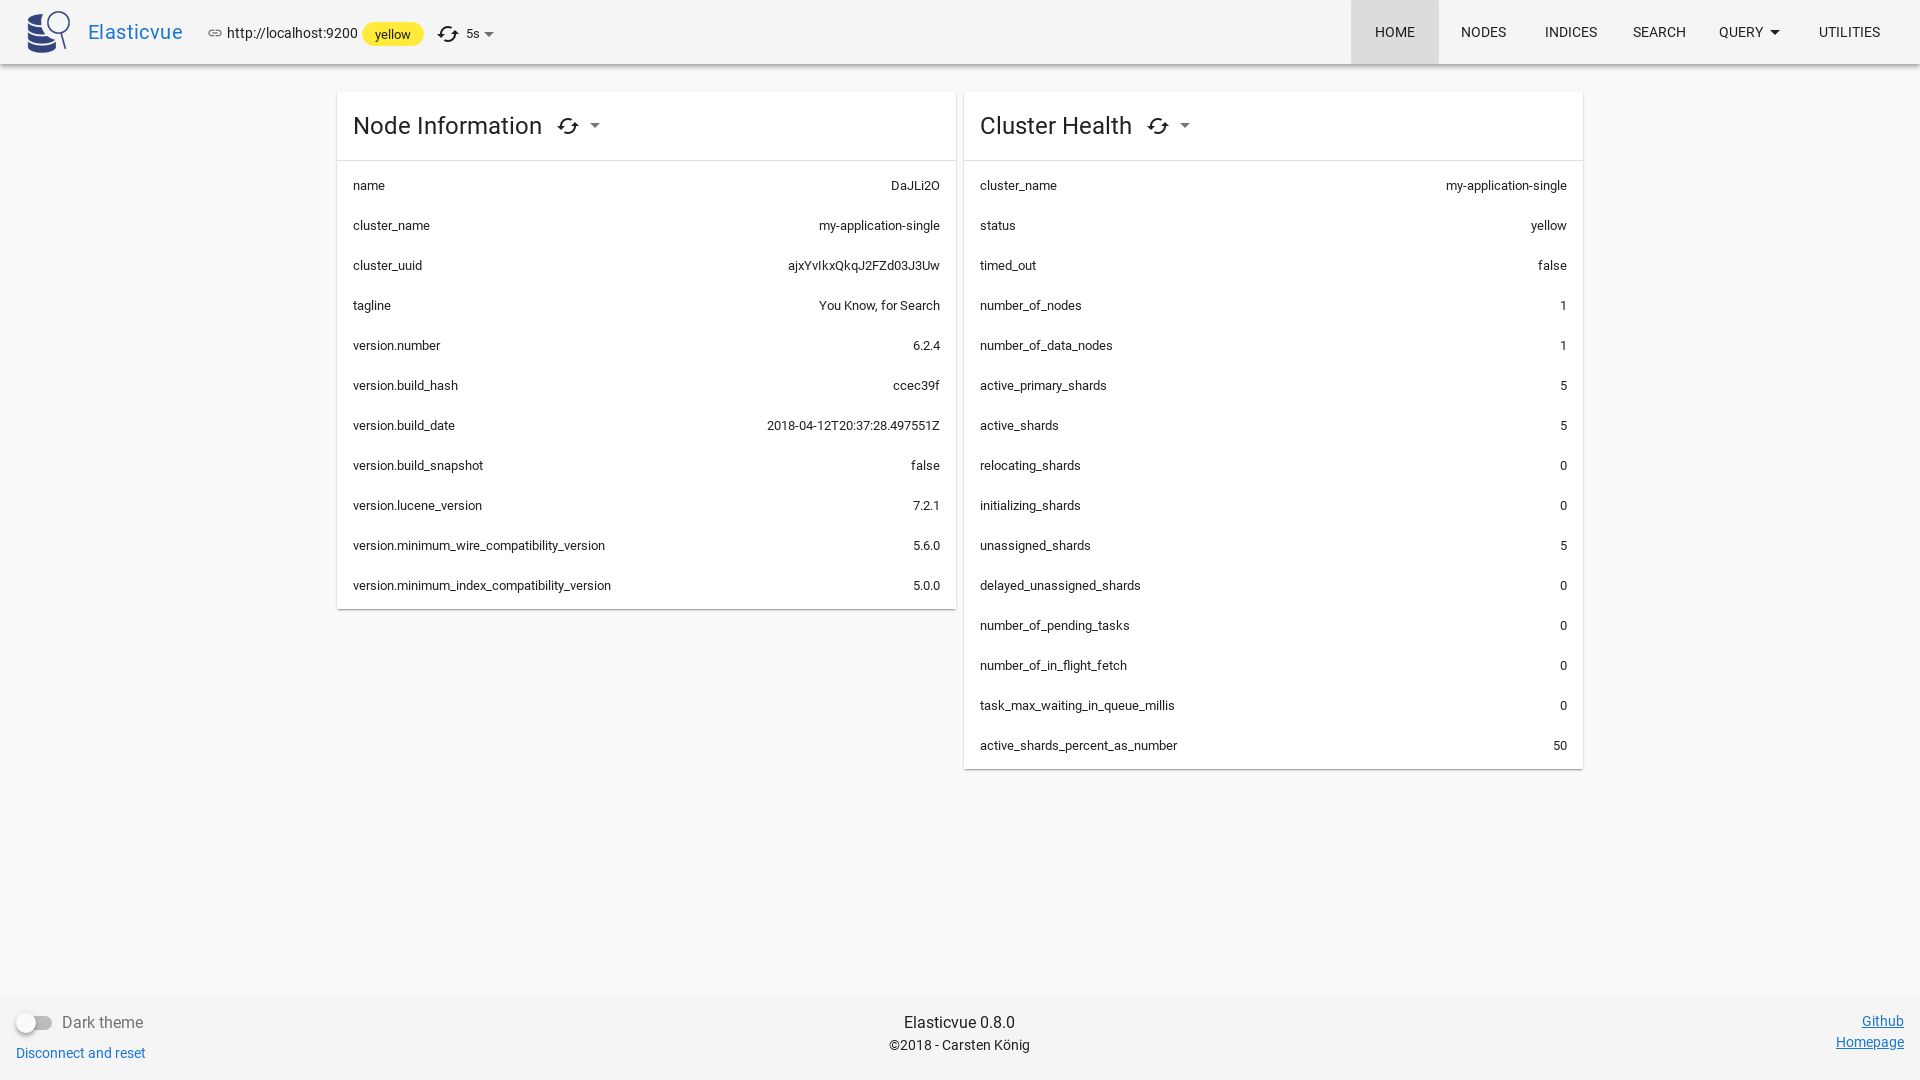 Elasticvue http://localhost:9200 yellow 5s HOME NODES INDICES SEARCH QUERY UTILITIES
Node Information
name DaJLi2O
cluster_name my-application-single
cluster_uuid ajxYvIkxQkqJ2FZd03J3Uw
tagline You Know, for Search
version.number 6.2.4
version.build_hash ccec39f
version.build_date 2018-04-12T20:37:28.497551Z
version.build_snapshot false
version.lucene_version 7.2.1
version.minimum_wire_compatibility_version 5.6.0
version.minimum_index_compatibility_version 5.0.0
Cluster Health
cluster_name my-application-single
status yellow
timed_out false
number_of_nodes 1
number_of_data_nodes 1
active_primary_shards 5
active_shards 5
relocating_shards 0
initializing_shards 0
unassigned_shards 5
delayed_unassigned_shards 0
number_of_pending_tasks 0
number_of_in_flight_fetch 0
task_max_waiting_in_queue_millis 0
active_shards_percent_as_number 50
Dark theme
Disconnect and reset
Elasticvue 0.8.0
©2018 - Carsten König
Github
Homepage